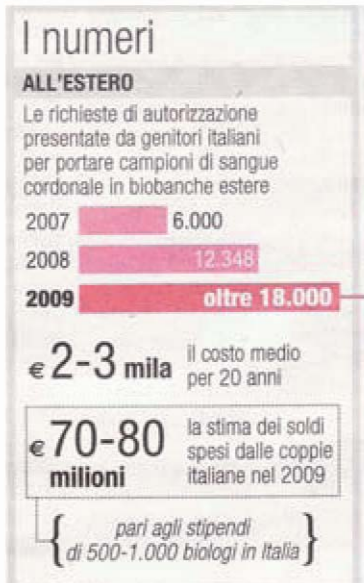 I numeri
ALL'ESTERO
Le richieste di autorizzazione
presentate da genitori italiani
per portare campioni di sangue
cordonale in biobanche estere
2007 6.000
2008 12.348
2009 oltre 18.000
€ 2-3 mila il costo medio
per 20 anni
€ 70-80 milioni
la stima dei soldi
spesi dalle coppie
italiane nel 2009
{ pari agli stipendi
di 500-1.000 biologi in Italia }